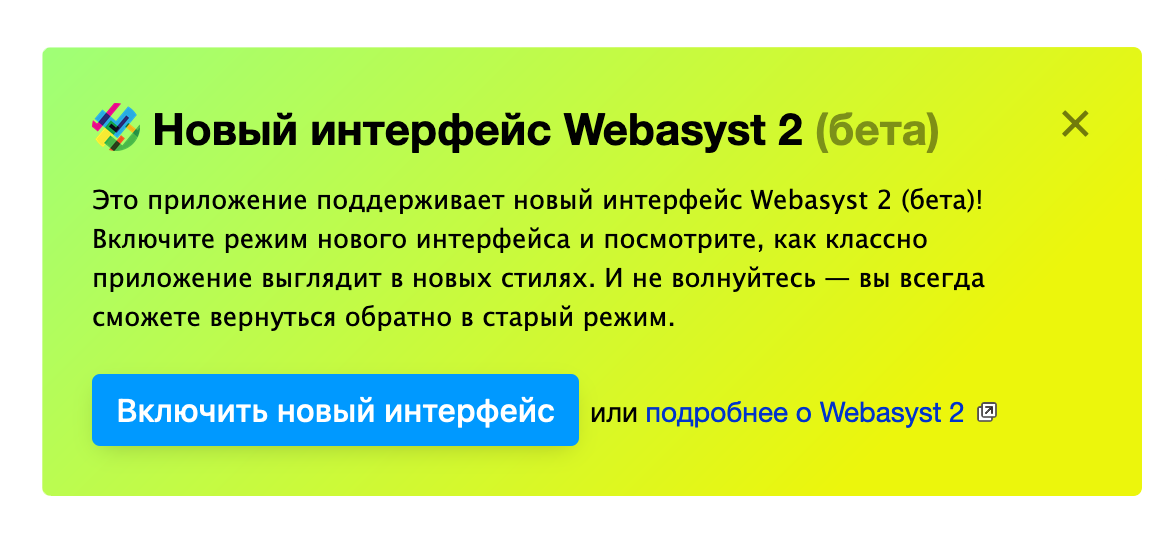 Новый интерфейс Webasyst 2 (бета)
Это приложение поддерживает новый интерфейс Webasyst 2 (бета)!
Включите режим нового интерфейса и посмотрите, как классно
приложение выглядит в новых стилях. И не волнуйтесь — вы всегда
сможете вернуться обратно в старый режим.
Включить новый интерфейс или подробнее о Webasyst 2